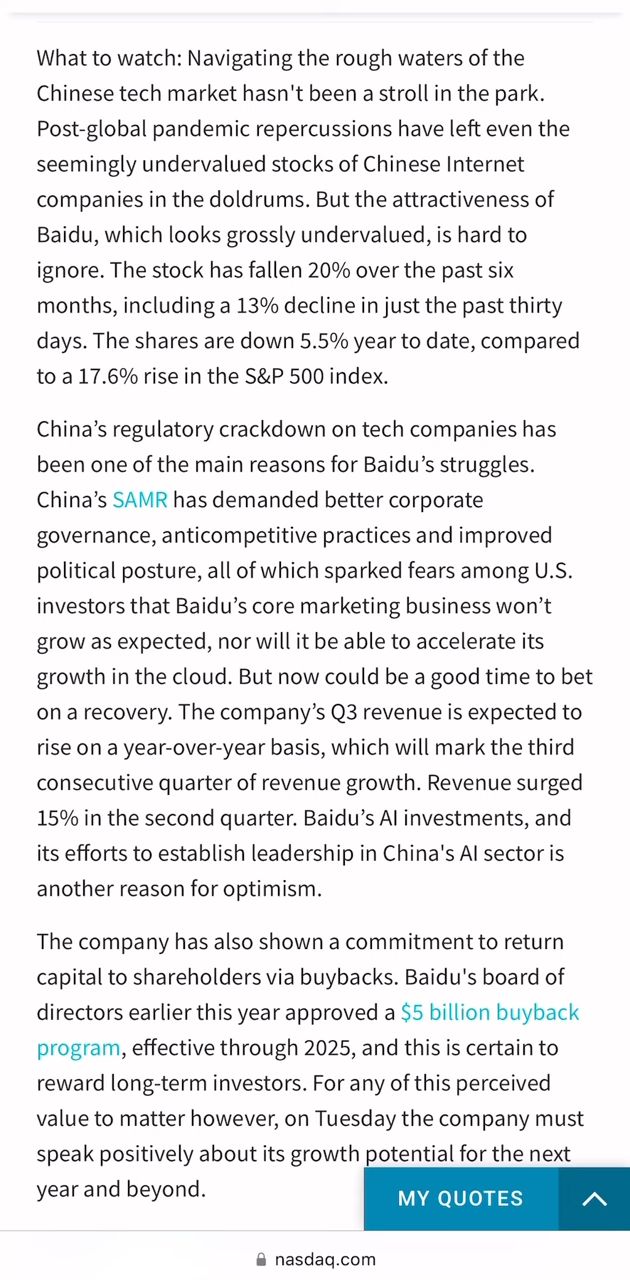 What to watch: Navigating the rough waters of the
Chinese tech market hasn't been a stroll in the park.
Post-global pandemic repercussions have left even the
seemingly undervalued stocks of Chinese Internet
companies in the doldrums. But the attractiveness of
Baidu, which looks grossly undervalued, is hard to
ignore. The stock has fallen 20% over the past six
months, including a 13% decline in just the past thirty
days. The shares are down 5.5% year to date, compared
to a 17.6% rise in the S&P 500 index.
China’s regulatory crackdown on tech companies has
been one of the main reasons for Baidu’s struggles.
China’s SAMR has demanded better corporate
governance, anticompetitive practices and improved
political posture, all of which sparked fears among U.S.
investors that Baidu’s core marketing business won’t
grow as expected, nor will it be able to accelerate its
growth in the cloud. But now could be a good time to bet
on a recovery. The company’s Q3 revenue is expected to
rise on a year-over-year basis, which will mark the third
consecutive quarter of revenue growth. Revenue surged
15% in the second quarter. Baidu’s AI investments, and
its efforts to establish leadership in China's AI sector is
another reason for optimism.
The company has also shown a commitment to return
capital to shareholders via buybacks. Baidu's board of
directors earlier this year approved a $5 billion buyback
program, effective through 2025, and this is certain to
reward long-term investors. For any of this perceived
value to matter however, on Tuesday the company must
speak positively about its growth potential for the next
year and beyond.
MY QUOTES
nasdaq.com